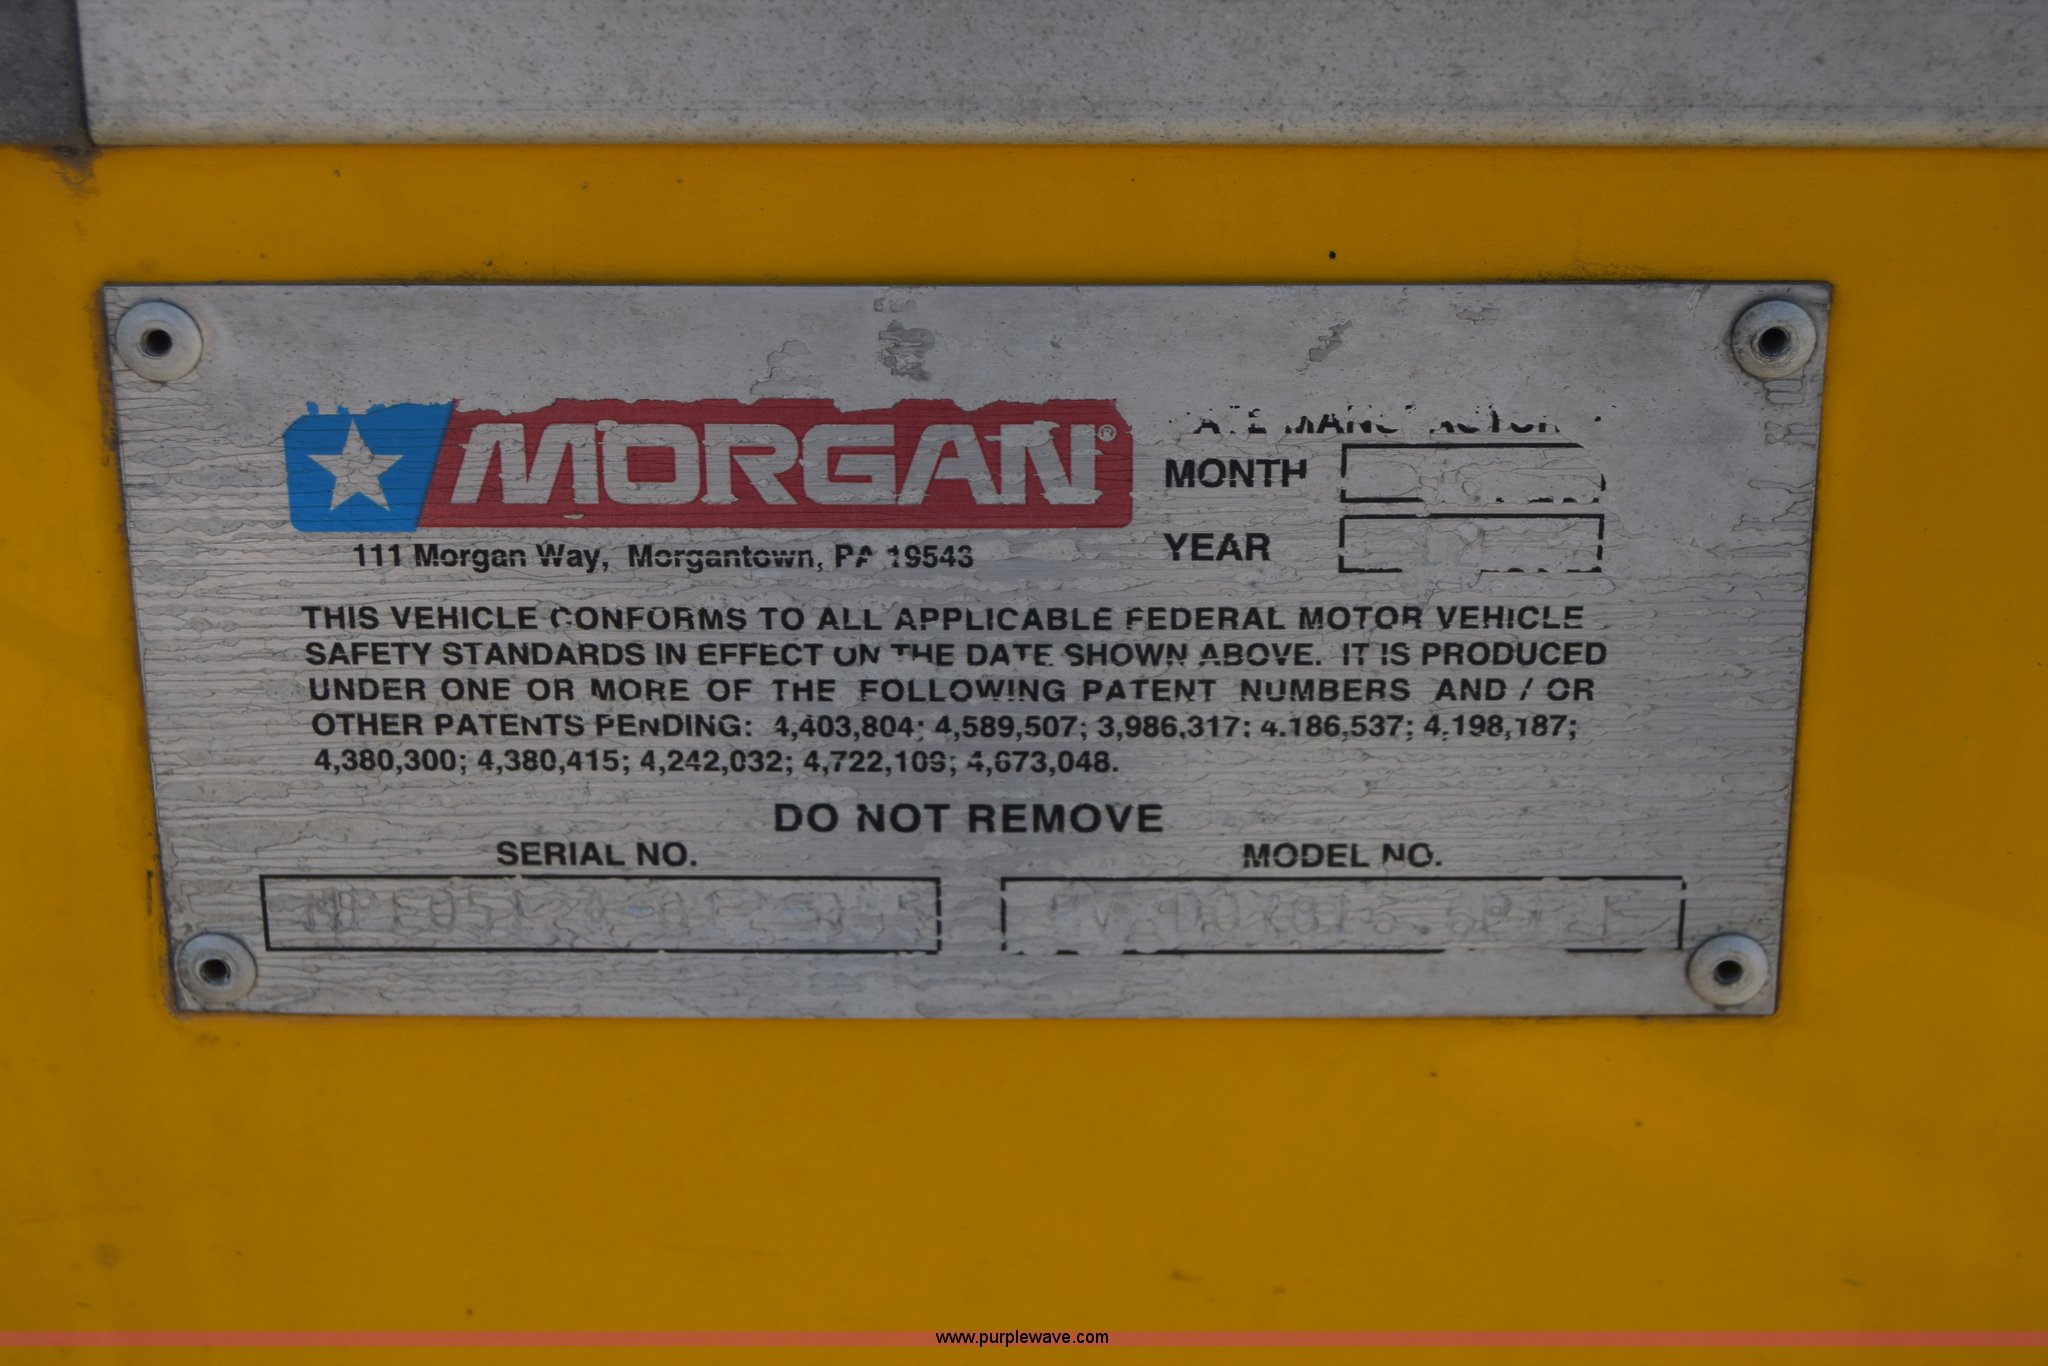 MORGAN®
111 Morgan Way, Morgantown, PA 19543
MONTH
YEAR
THIS VEHICLE CONFORMS TO ALL APPLICABLE FEDERAL MOTOR VEHICLE
SAFETY STANDARDS IN EFFECT ON THE DATE SHOWN ABOVE. IT IS PRODUCED
UNDER ONE OR MORE OF THE FOLLOWING PATENT NUMBERS AND / OR
OTHER PATENTS PENDING: 4,403,804; 4,589,507; 3,986,317; 4.186,537; 4,198,187;
4,380,300; 4,380,415; 4,242,032; 4,722,109; 4,673,048.
DO NOT REMOVE
SERIAL NO.
MODEL NO.
www.purplewave.com